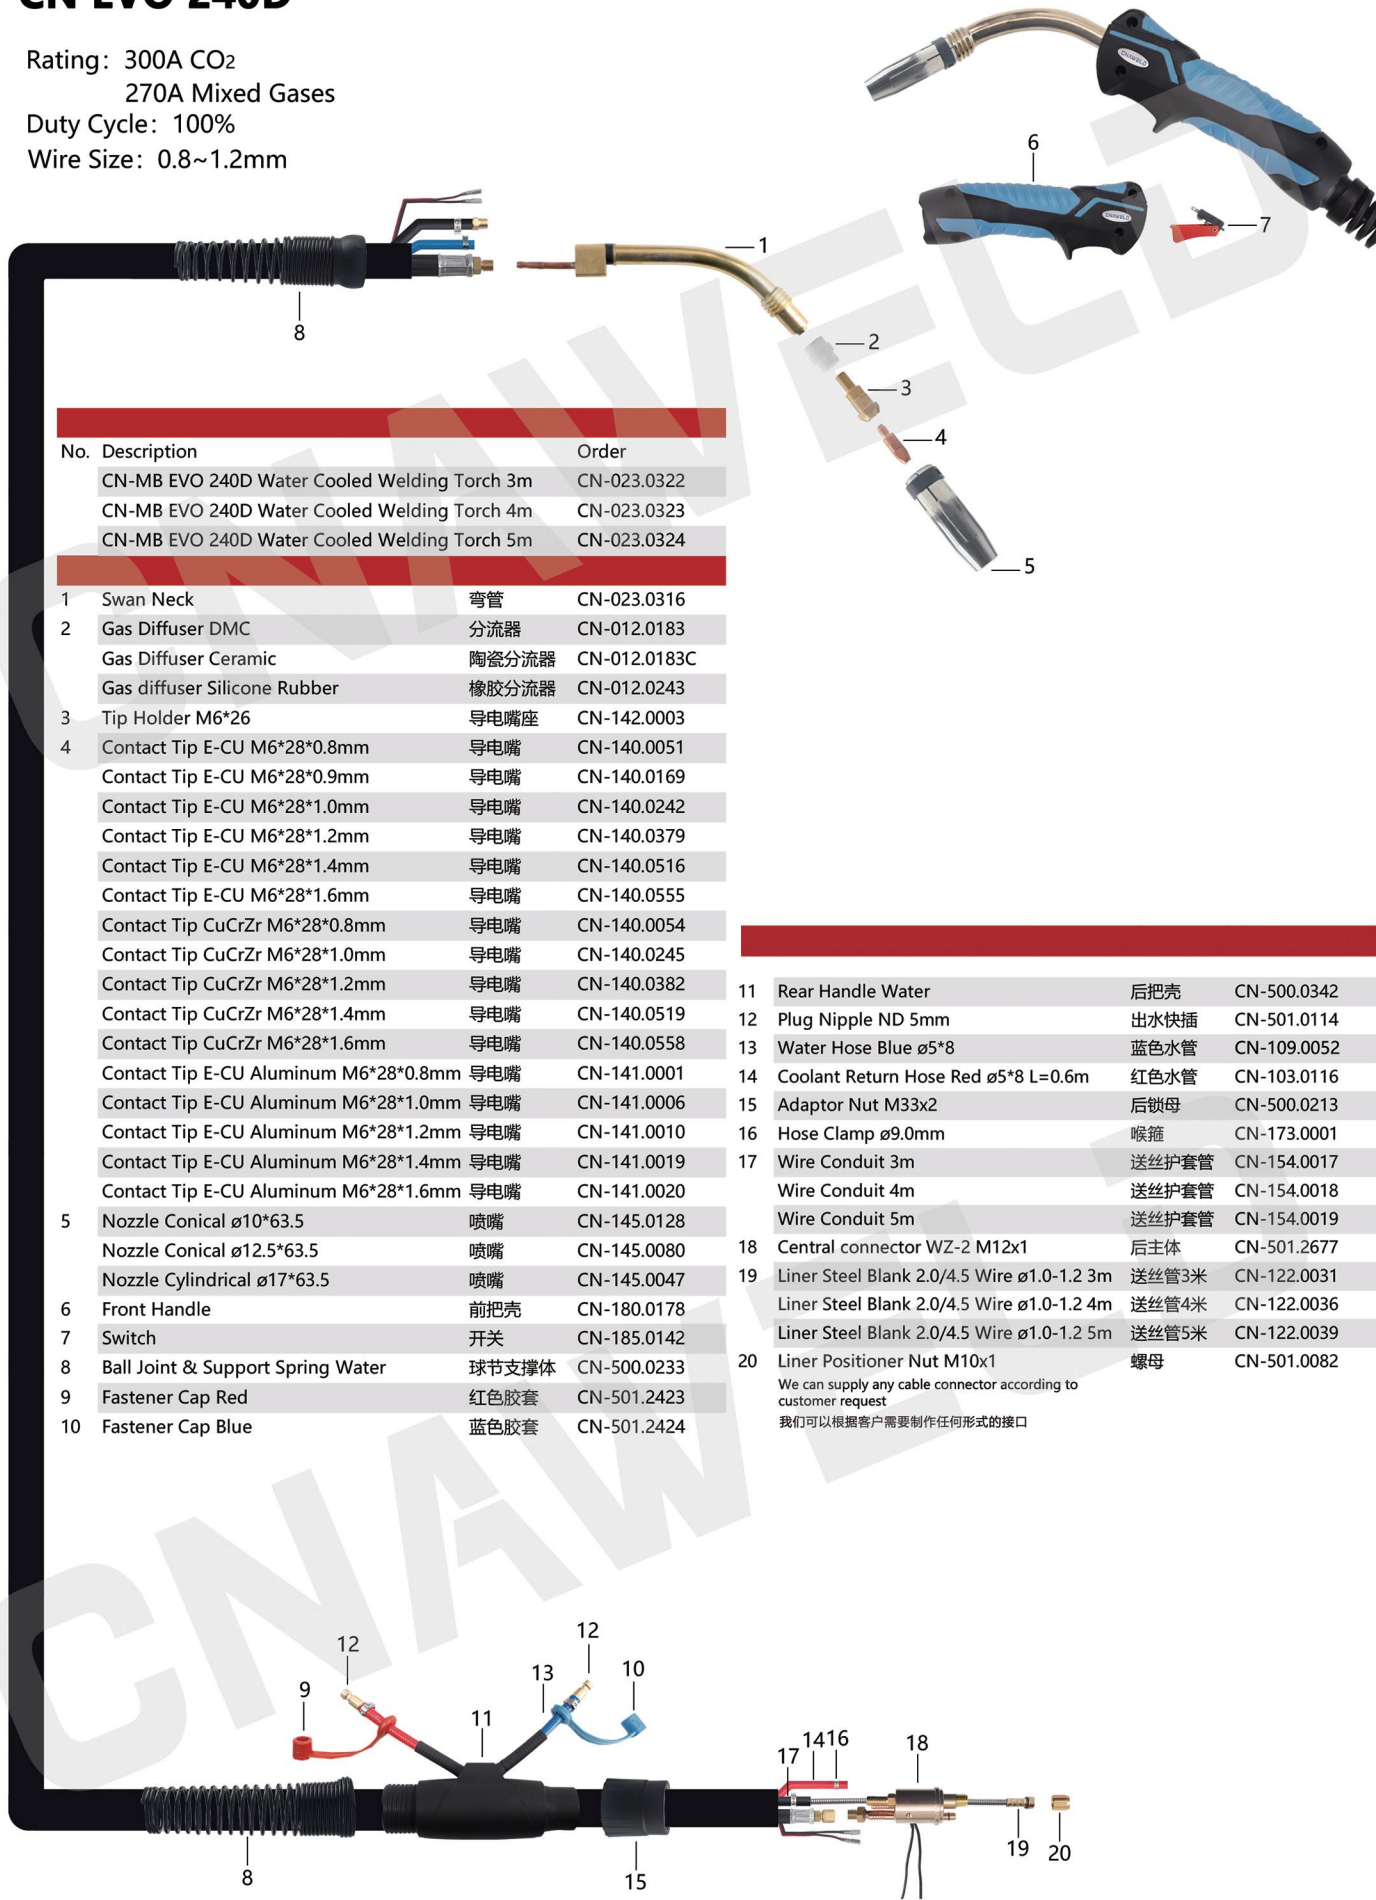 CN EVO 240D
Rating: 300A CO2
270A Mixed Gases
Duty Cycle: 100%
Wire Size: 0.8~1.2mm
CNAWELD
6
CNAWELD
7
1
8
2
3
4
5
No. Description Order
CN-MB EVO 240D Water Cooled Welding Torch 3m CN-023.0322
CN-MB EVO 240D Water Cooled Welding Torch 4m CN-023.0323
CN-MB EVO 240D Water Cooled Welding Torch 5m CN-023.0324
1 Swan Neck 弯管 CN-023.0316
2 Gas Diffuser DMC 分流器 CN-012.0183
Gas Diffuser Ceramic 陶瓷分流器 CN-012.0183C
Gas diffuser Silicone Rubber 橡胶分流器 CN-012.0243
3 Tip Holder M6*26 导电嘴座 CN-142.0003
4 Contact Tip E-CU M6*28*0.8mm 导电嘴 CN-140.0051
Contact Tip E-CU M6*28*0.9mm 导电嘴 CN-140.0169
Contact Tip E-CU M6*28*1.0mm 导电嘴 CN-140.0242
Contact Tip E-CU M6*28*1.2mm 导电嘴 CN-140.0379
Contact Tip E-CU M6*28*1.4mm 导电嘴 CN-140.0516
Contact Tip E-CU M6*28*1.6mm 导电嘴 CN-140.0555
Contact Tip CuCrZr M6*28*0.8mm 导电嘴 CN-140.0054
Contact Tip CuCrZr M6*28*1.0mm 导电嘴 CN-140.0245
Contact Tip CuCrZr M6*28*1.2mm 导电嘴 CN-140.0382
Contact Tip CuCrZr M6*28*1.4mm 导电嘴 CN-140.0519
Contact Tip CuCrZr M6*28*1.6mm 导电嘴 CN-140.0558
Contact Tip E-CU Aluminum M6*28*0.8mm 导电嘴 CN-141.0001
Contact Tip E-CU Aluminum M6*28*1.0mm 导电嘴 CN-141.0006
Contact Tip E-CU Aluminum M6*28*1.2mm 导电嘴 CN-141.0010
Contact Tip E-CU Aluminum M6*28*1.4mm 导电嘴 CN-141.0019
Contact Tip E-CU Aluminum M6*28*1.6mm 导电嘴 CN-141.0020
5 Nozzle Conical ø10*63.5 喷嘴 CN-145.0128
Nozzle Conical ø12.5*63.5 喷嘴 CN-145.0080
Nozzle Cylindrical ø17*63.5 喷嘴 CN-145.0047
6 Front Handle 前把壳 CN-180.0178
7 Switch 开关 CN-185.0142
8 Ball Joint & Support Spring Water 球节支撑体 CN-500.0233
9 Fastener Cap Red 红色胶套 CN-501.2423
10 Fastener Cap Blue 蓝色胶套 CN-501.2424
11 Rear Handle Water 后把壳 CN-500.0342
12 Plug Nipple ND 5mm 出水快插 CN-501.0114
13 Water Hose Blue ø5*8 蓝色水管 CN-109.0052
14 Coolant Return Hose Red ø5*8 L=0.6m 红色水管 CN-103.0116
15 Adaptor Nut M33x2 后锁母 CN-500.0213
16 Hose Clamp ø9.0mm 喉箍 CN-173.0001
17 Wire Conduit 3m 送丝护套管 CN-154.0017
Wire Conduit 4m 送丝护套管 CN-154.0018
Wire Conduit 5m 送丝护套管 CN-154.0019
18 Central connector WZ-2 M12x1 后主体 CN-501.2677
19 Liner Steel Blank 2.0/4.5 Wire ø1.0-1.2 3m 送丝管3米 CN-122.0031
Liner Steel Blank 2.0/4.5 Wire ø1.0-1.2 4m 送丝管4米 CN-122.0036
Liner Steel Blank 2.0/4.5 Wire ø1.0-1.2 5m 送丝管5米 CN-122.0039
20 Liner Positioner Nut M10x1 螺母 CN-501.0082
We can supply any cable connector according to
customer request
我们可以根据客户需要制作任何形式的接口
CNAWELD
CNAWELD
12
12
13
10
9
11
17
14
16
18
19
20
8
15